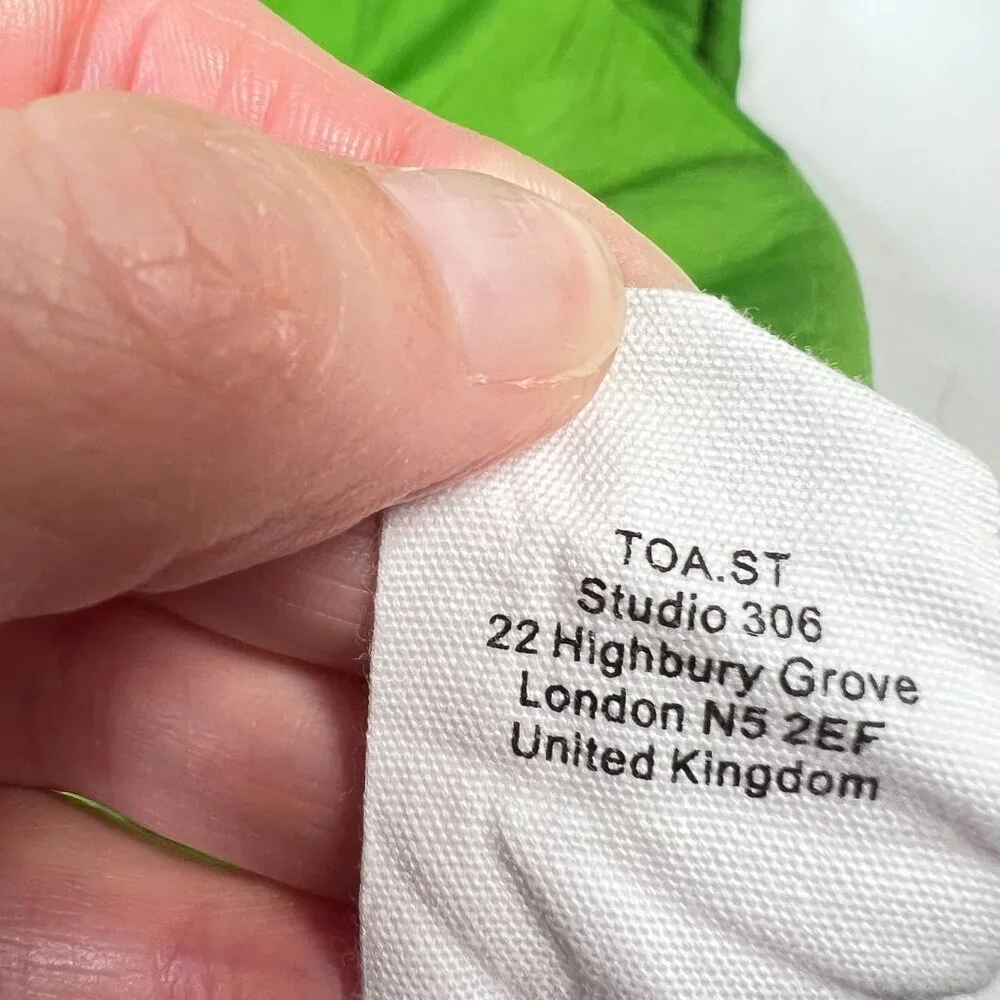 TOA.ST
Studio 306
22 Highbury Grove
London N5 2EF
United Kingdom